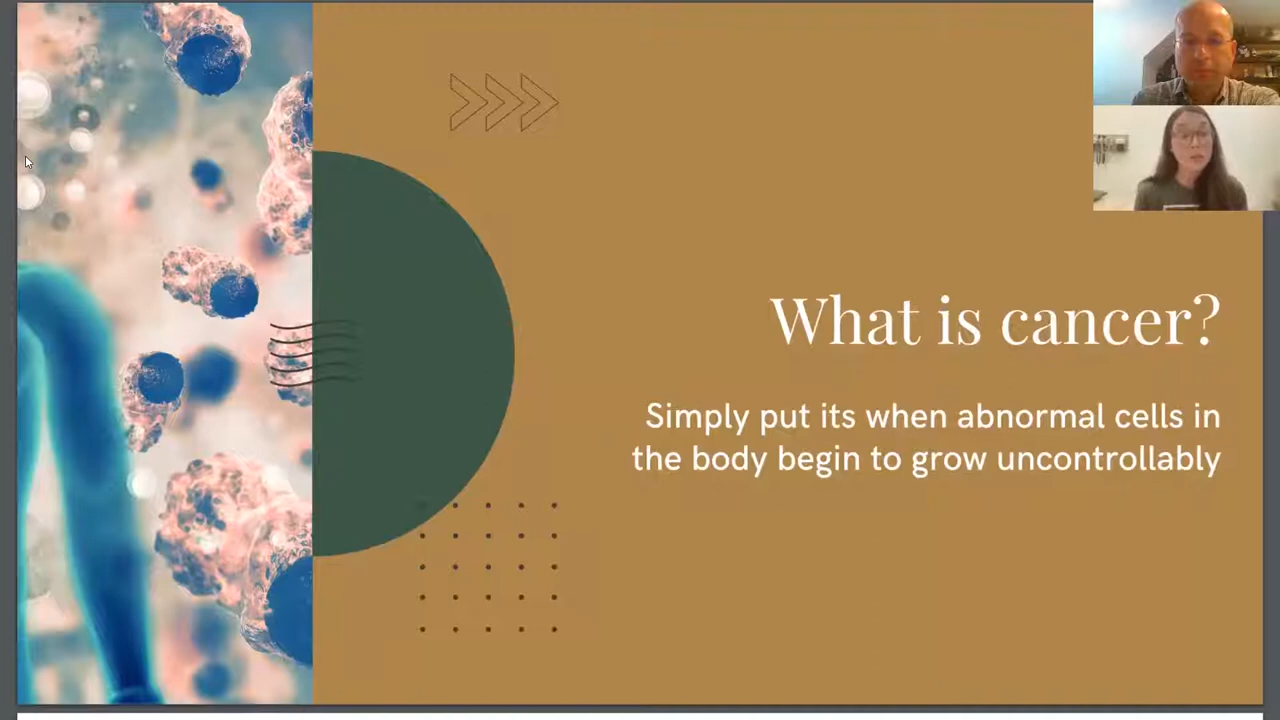 What is cancer?
Simply put its when abnormal cells in
the body begin to grow uncontrollably